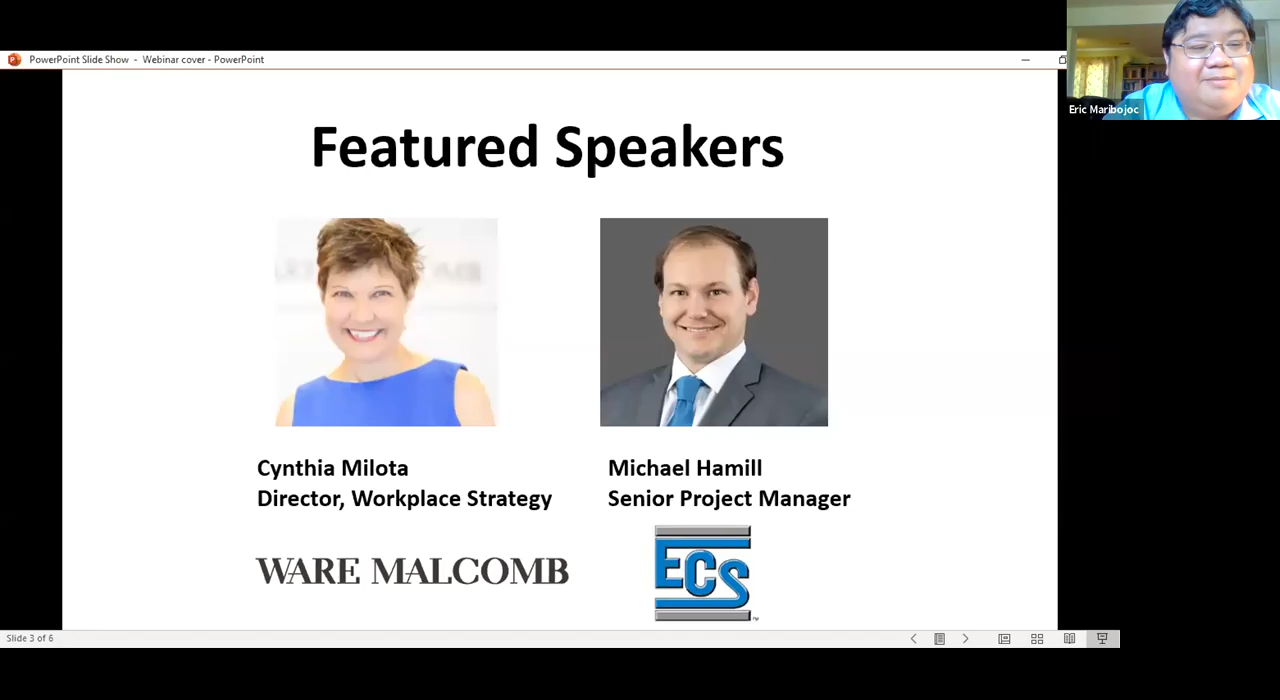 PowerPoint Slide Show - Webinar cover - PowerPoint
Eric Maribojoc
Featured Speakers
Cynthia Milota
Director, Workplace Strategy
WARE MALCOMB
Michael Hamill
Senior Project Manager
ECS
Slide 3 of 6